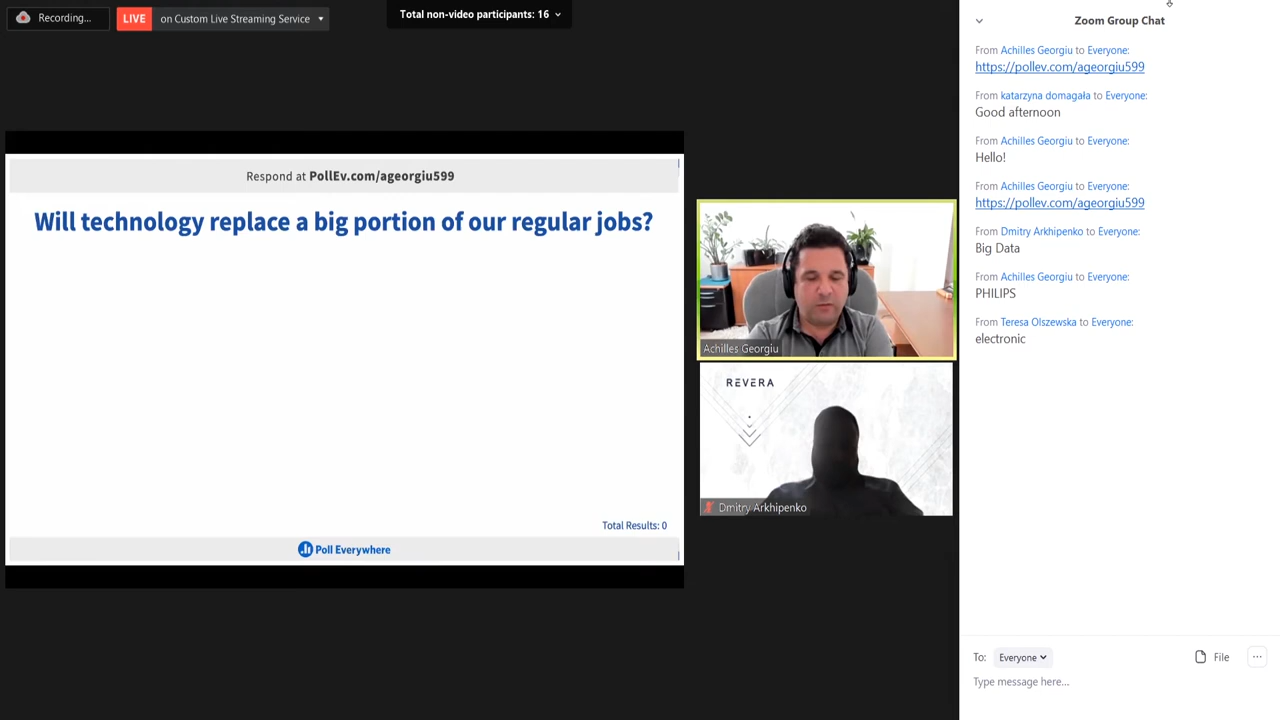 Recording...
LIVE
on Custom Live Streaming Service
Total non-video participants: 16
Respond at PollEv.com/ageorgiu599
Will technology replace a big portion of our regular jobs?
Total Results: 0
Poll Everywhere
Achilles Georgiu
REVERA
Dmitry Arkhipenko
Zoom Group Chat
From Achilles Georgiu to Everyone:
https://pollev.com/ageorgiu599
From katarzyna domagała to Everyone:
Good afternoon
From Achilles Georgiu to Everyone:
Hello!
From Achilles Georgiu to Everyone:
https://pollev.com/ageorgiu599
From Dmitry Arkhipenko to Everyone:
Big Data
From Achilles Georgiu to Everyone:
PHILIPS
From Teresa Olszewska to Everyone:
electronic
To: Everyone
File
Type message here...